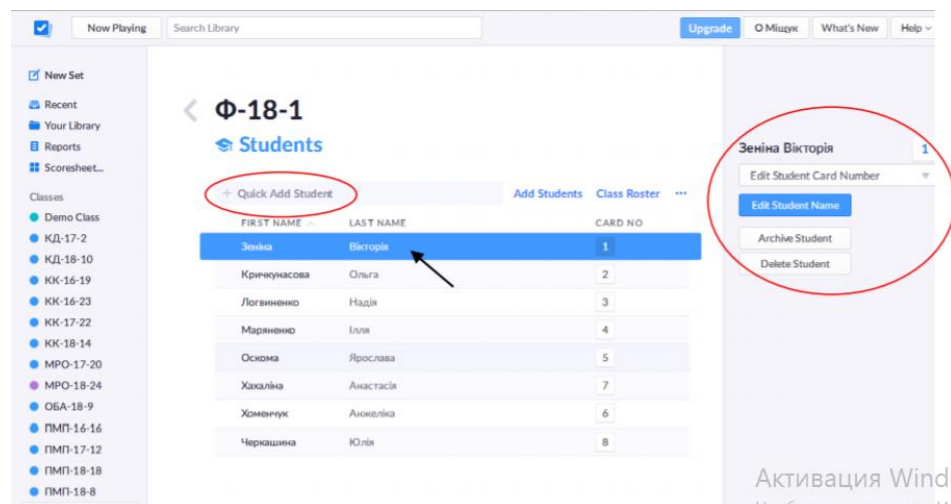 Now Playing
Search Library
Upgrade
О Міщук
What's New
Help
New Set
Recent
Your Library
Reports
Scoresheet...
Classes
Demo Class
КД-17-2
КД-18-10
КК-16-19
КК-16-23
КК-17-22
КК-18-14
МРО-17-20
МРО-18-24
ОБА-18-9
ПМП-16-16
ПМП-17-12
ПМП-18-18
ПМП-18-8
Ф-18-1
Students
+ Quick Add Student
Add Students Class Roster ...
FIRST NAME LAST NAME CARD NO
Зеніна Вікторія 1
Кричкунасова Ольга 2
Логвиненко Надія 3
Маряненко Ілля 4
Оскома Ярослава 5
Хахаліна Анастасія 7
Хоменчук Анжеліка 6
Черкашина Юлія 8
Зеніна Вікторія 1
Edit Student Card Number
Edit Student Name
Archive Student
Delete Student
Активация Wind